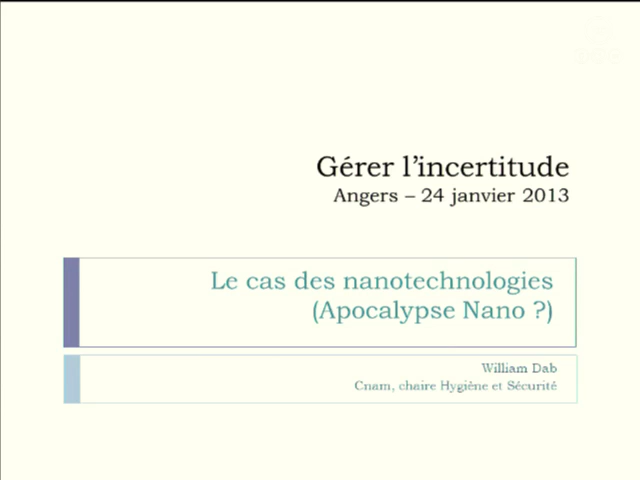 Gérer l'incertitude
Angers – 24 janvier 2013
Le cas des nanotechnologies
(Apocalypse Nano ?)
William Dab
Cnam, chaire Hygiène et Sécurité